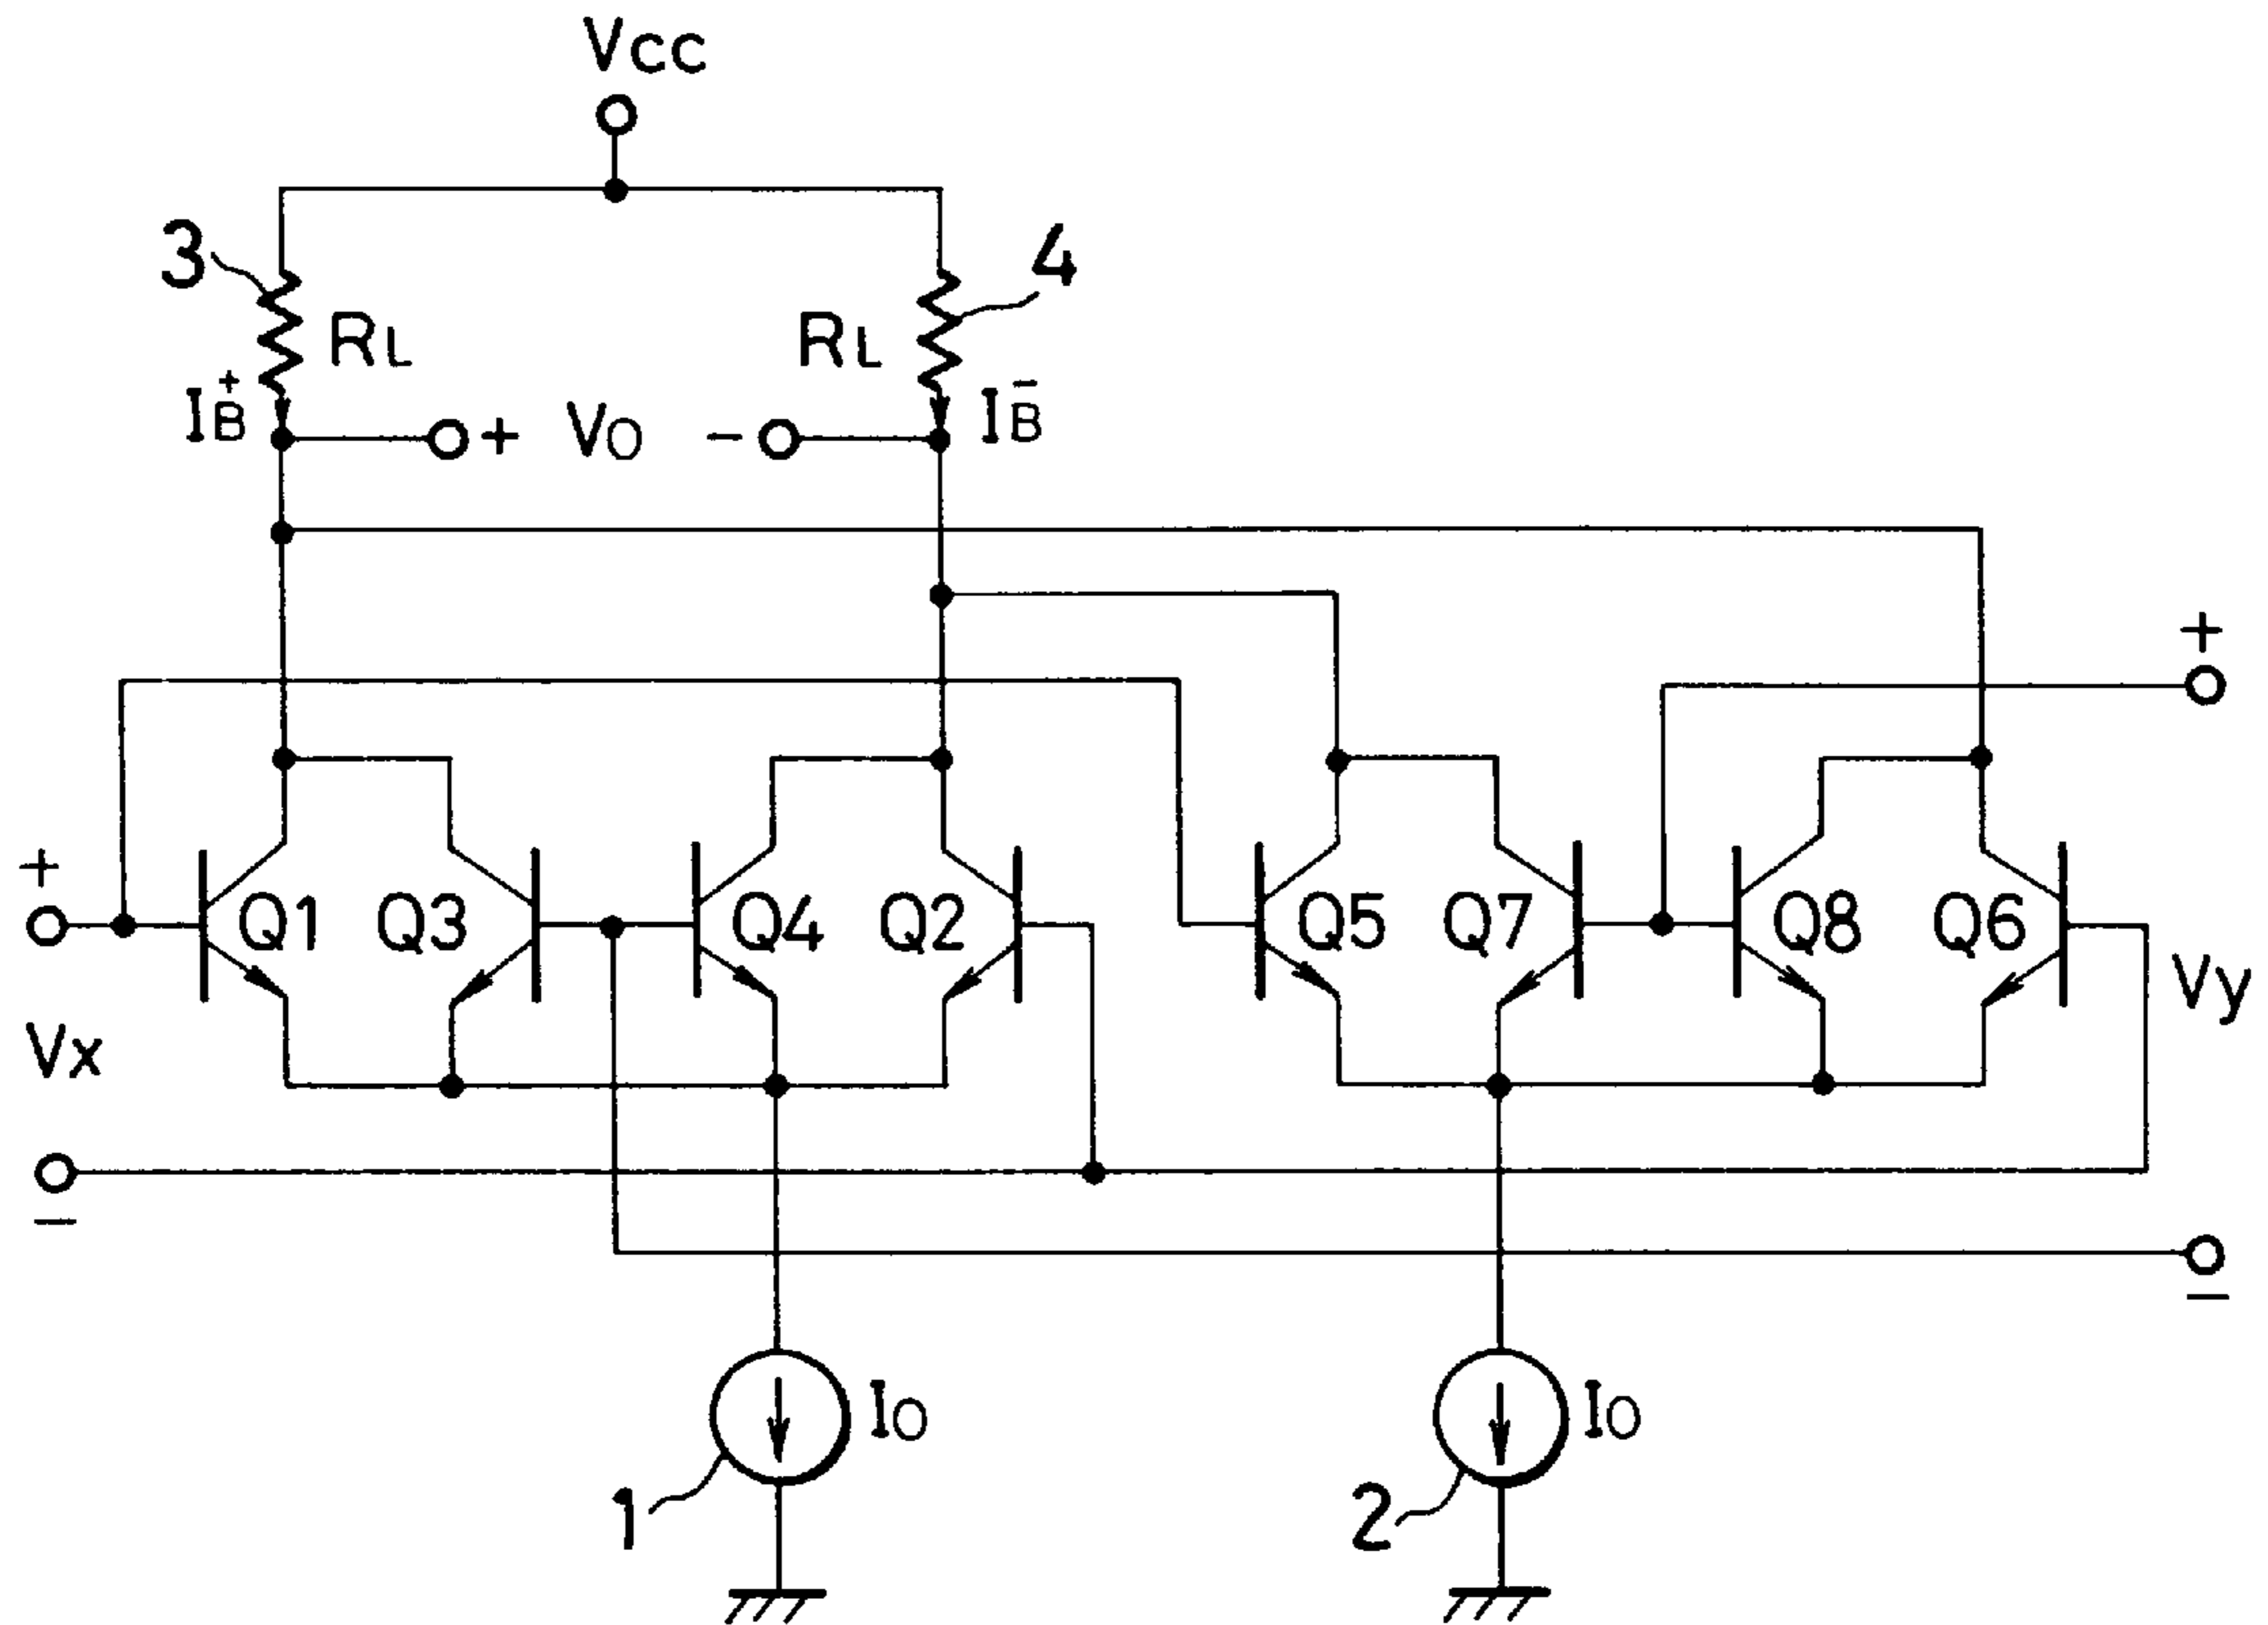 VCC
3
4
RL
RL
I+B
I-B
+ VO -
+
+
Q1
Q3
Q4
Q2
Q5
Q7
Q8
Q6
Vx
Vy
-
-
IO
IO
1
2